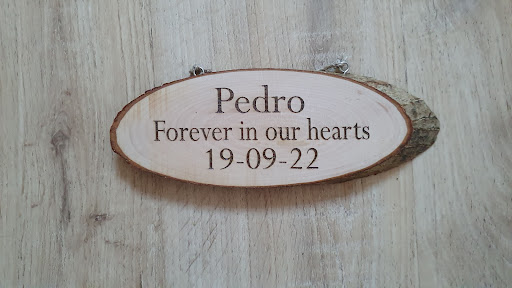 Pedro
Forever in our hearts
19-09-22